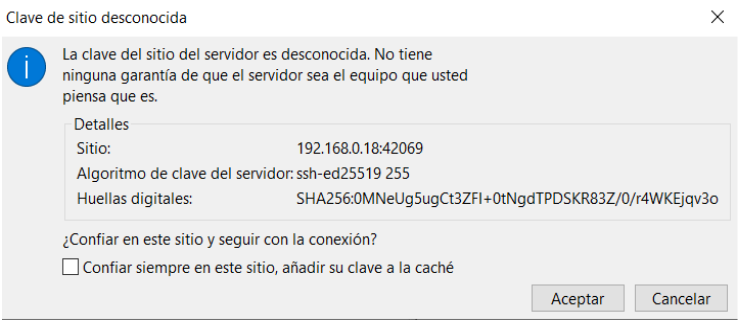 Clave de sitio desconocida
La clave del sitio del servidor es desconocida. No tiene
ninguna garantía de que el servidor sea el equipo que usted
piensa que es.
Detalles
Sitio: 192.168.0.18:42069
Algoritmo de clave del servidor: ssh-ed25519 255
Huellas digitales: SHA256:0MNeUg5ugCt3ZFI+0tNgdTPDSKR83Z/0/r4WKEjqv3o
¿Confiar en este sitio y seguir con la conexión?
Confiar siempre en este sitio, añadir su clave a la caché
Aceptar Cancelar